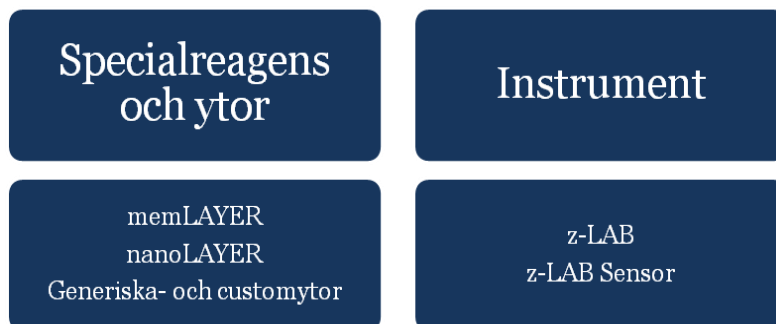 Specialreagens
och ytor
Instrument
memLAYER
nanoLAYER
Generiska- och customytor
z-LAB
z-LAB Sensor